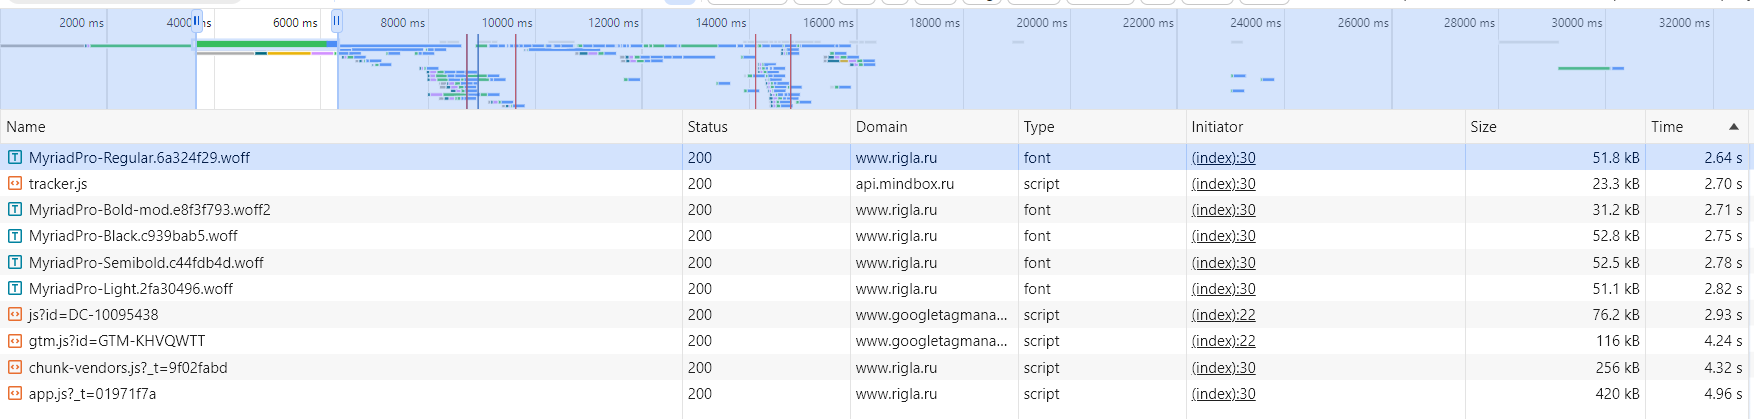 2000 ms 4000 ms 6000 ms 8000 ms 10000 ms 12000 ms 14000 ms 16000 ms 18000 ms 20000 ms 22000 ms 24000 ms 26000 ms 28000 ms 30000 ms 32000 ms
Name Status Domain Type Initiator Size Time
MyriadPro-Regular.6a324f29.woff 200 www.rigla.ru font (index):30 51.8 kB 2.64 s
tracker.js 200 api.mindbox.ru script (index):30 23.3 kB 2.70 s
MyriadPro-Bold-mod.e8f3f793.woff2 200 www.rigla.ru font (index):30 31.2 kB 2.71 s
MyriadPro-Black.c939bab5.woff 200 www.rigla.ru font (index):30 52.8 kB 2.75 s
MyriadPro-Semibold.c44fdb4d.woff 200 www.rigla.ru font (index):30 52.5 kB 2.78 s
MyriadPro-Light.2fa30496.woff 200 www.rigla.ru font (index):30 51.1 kB 2.82 s
js?id=DC-10095438 200 www.googletagmana... script (index):22 76.2 kB 2.93 s
gtm.js?id=GTM-KHVQWTT 200 www.googletagmana... script (index):22 116 kB 4.24 s
chunk-vendors.js?_t=9f02fabd 200 www.rigla.ru script (index):30 256 kB 4.32 s
app.js?_t=01971f7a 200 www.rigla.ru script (index):30 420 kB 4.96 s